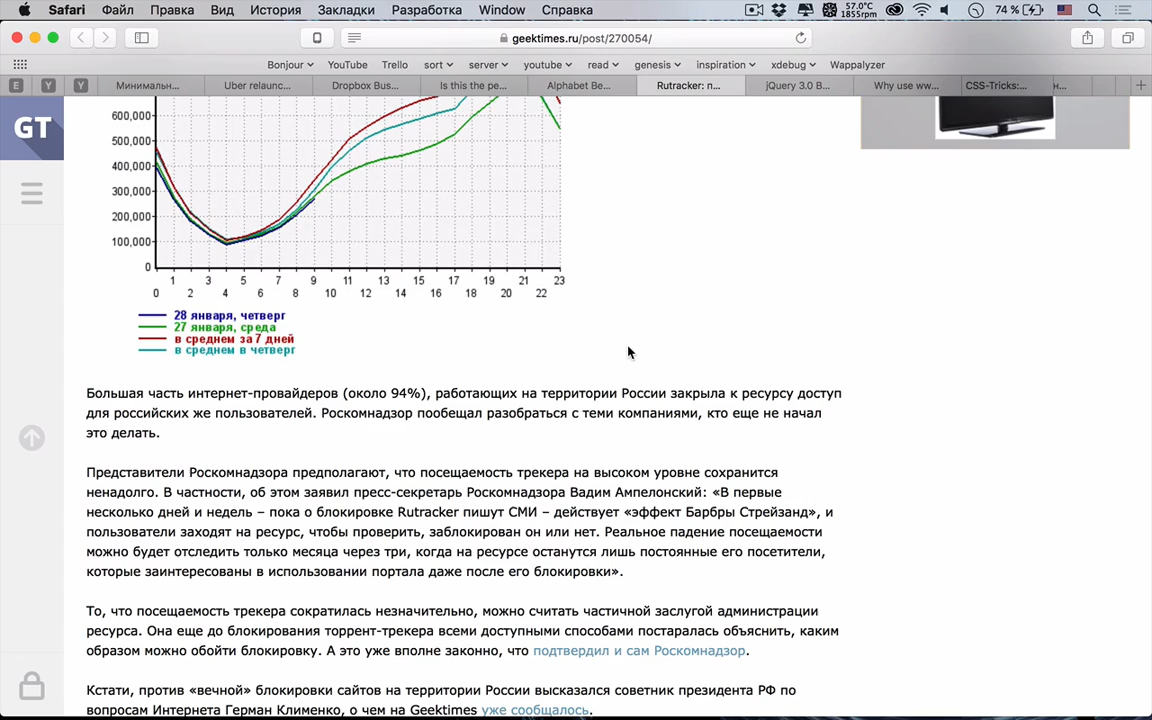 Safari Файл Правка Вид История Закладки Разработка Window Справка 57.0°C 1855rpm 74 %
geektimes.ru/post/270054/
Bonjour YouTube Trello sort server youtube read genesis inspiration xdebug Wappalyzer
E Y Y Минимальн... Uber relaunc... Dropbox Bus... Is this the pe... Alphabet Be... Rutracker: п... jQuery 3.0 B... Why use ww... CSS-Tricks:...
GT
600,000
500,000
400,000
300,000
200,000
100,000
0
1 3 5 7 9 11 13 15 17 19 21 23
0 2 4 6 8 10 12 14 16 18 20 22
28 января, четверг
27 января, среда
в среднем за 7 дней
в среднем в четверг
Большая часть интернет-провайдеров (около 94%), работающих на территории России закрыла к ресурсу доступ
для российских же пользователей. Роскомнадзор пообещал разобраться с теми компаниями, кто еще не начал
это делать.
Представители Роскомнадзора предполагают, что посещаемость трекера на высоком уровне сохранится
ненадолго. В частности, об этом заявил пресс-секретарь Роскомнадзора Вадим Ампелонский: «В первые
несколько дней и недель – пока о блокировке Rutracker пишут СМИ – действует «эффект Барбры Стрейзанд», и
пользователи заходят на ресурс, чтобы проверить, заблокирован он или нет. Реальное падение посещаемости
можно будет отследить только месяца через три, когда на ресурсе останутся лишь постоянные его посетители,
которые заинтересованы в использовании портала даже после его блокировки».
То, что посещаемость трекера сократилась незначительно, можно считать частичной заслугой администрации
ресурса. Она еще до блокирования торрент-трекера всеми доступными способами постаралась объяснить, каким
образом можно обойти блокировку. А это уже вполне законно, что подтвердил и сам Роскомнадзор.
Кстати, против «вечной» блокировки сайтов на территории России высказался советник президента РФ по
вопросам Интернета Герман Клименко, о чем на Geektimes уже сообщалось.